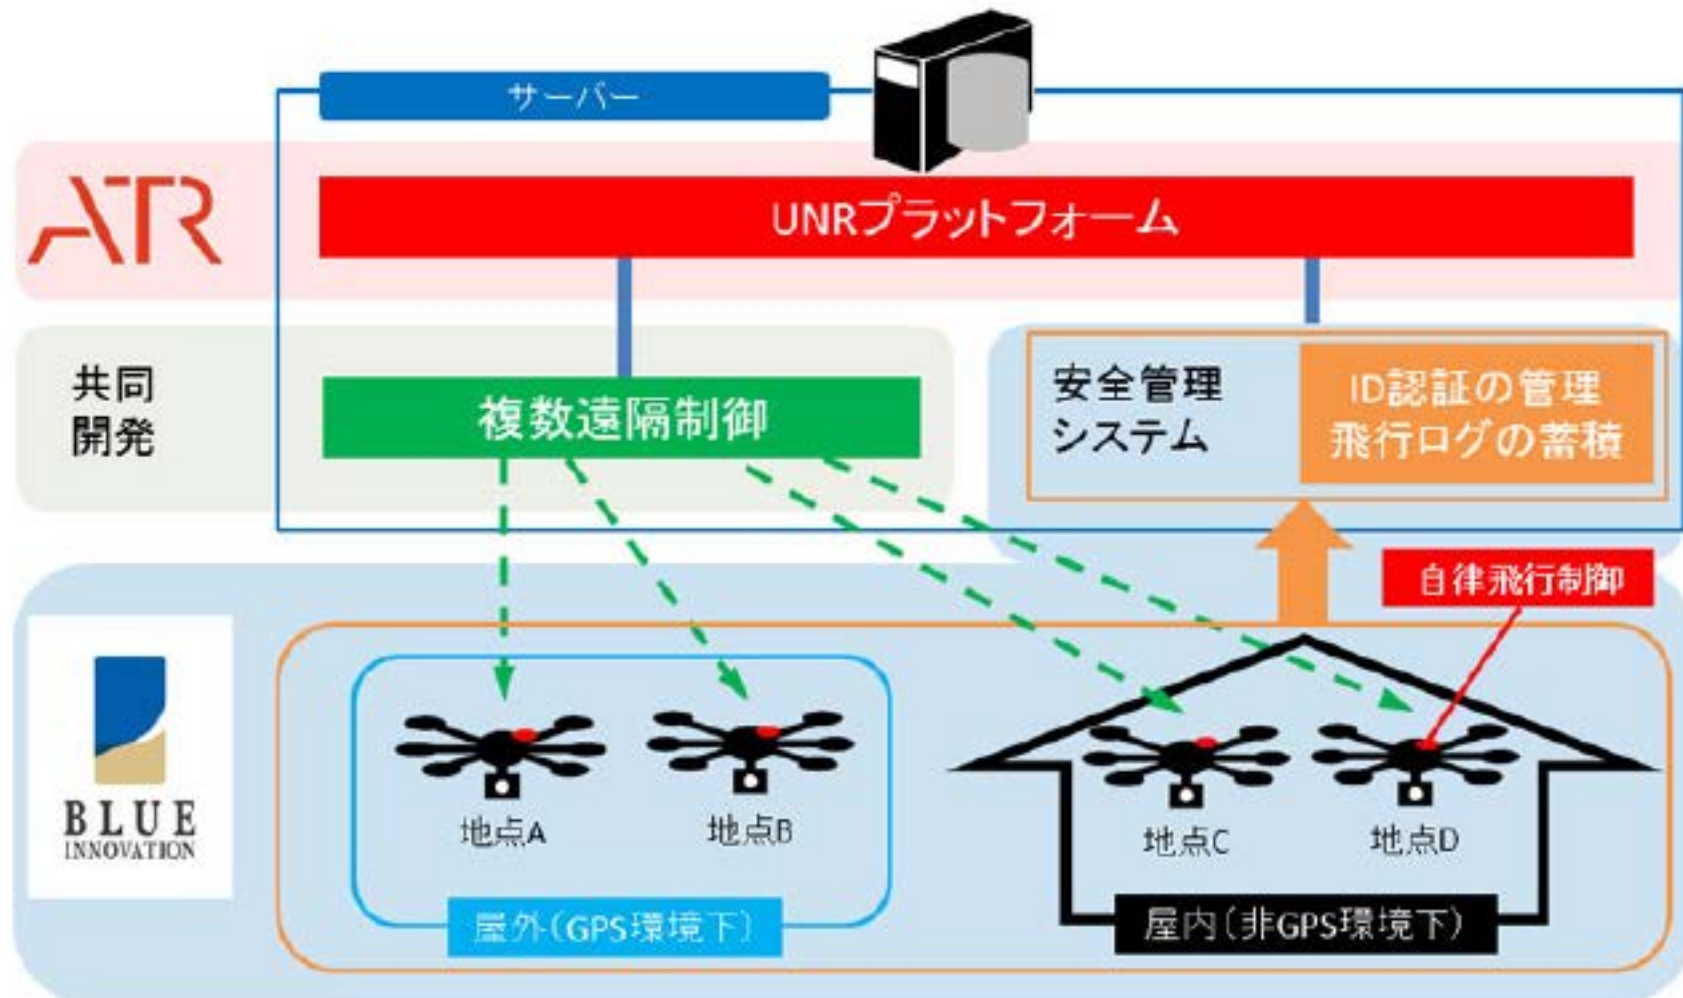 サーバー
ATR
UNRプラットフォーム
共同
開発
複数遠隔制御
安全管理
システム
ID認証の管理
飛行ログの蓄積
自律飛行制御
BLUE
INNOVATION
地点A
地点B
地点C
地点D
屋外(GPS環境下)
屋内(非GPS環境下)